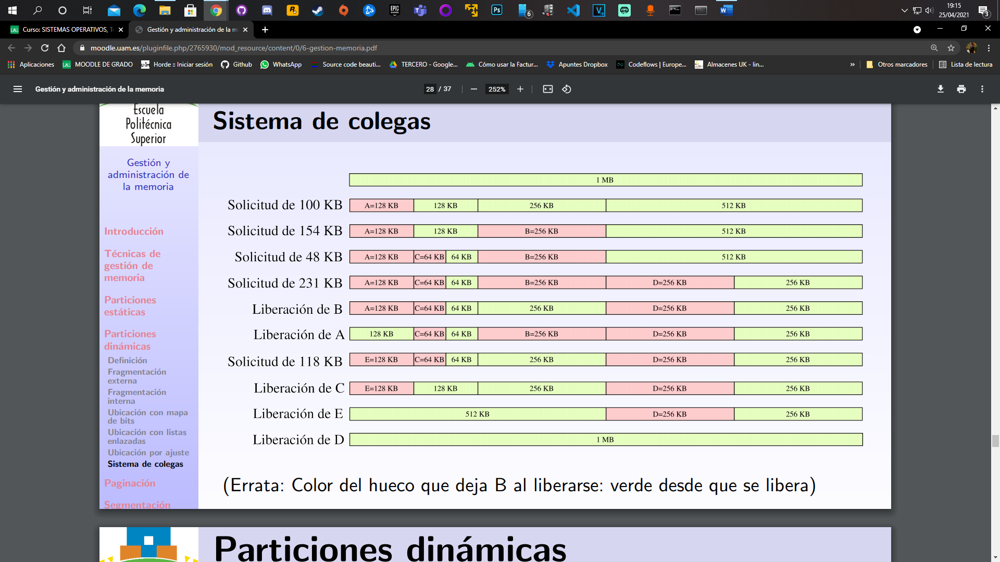 19:15
6
25/04/2021
3
Curso: SISTEMAS OPERATIVOS, T
Gestión y administración de la m
moodle.uam.es/pluginfile.php/2765930/mod_resource/content/0/6-gestion-memoria.pdf
Aplicaciones
MOODLE DE GRADO
Horde :: Iniciar sesión
Github
WhatsApp
Source code beauti...
TERCERO - Google...
Cómo usar la Factur...
Apuntes Dropbox
Codeflows | Europe...
Almacenes UK - lin...
»
Otros marcadores
Lista de lectura
Gestión y administración de la memoria
28 / 37
252%
Escuela
Politécnica
Superior
Gestión y
administración de
la memoria
Introducción
Técnicas de
gestión de
memoria
Particiones
estáticas
Particiones
dinámicas
Definición
Fragmentación
externa
Fragmentación
interna
Ubicación con mapa
de bits
Ubicación con listas
enlazadas
Ubicación por ajuste
Sistema de colegas
Paginación
Segmentación
Sistema de colegas
1 MB
Solicitud de 100 KB A=128 KB 128 KB 256 KB 512 KB
Solicitud de 154 KB A=128 KB 128 KB B=256 KB 512 KB
Solicitud de 48 KB A=128 KB C=64 KB 64 KB B=256 KB 512 KB
Solicitud de 231 KB A=128 KB C=64 KB 64 KB B=256 KB D=256 KB 256 KB
Liberación de B A=128 KB C=64 KB 64 KB 256 KB D=256 KB 256 KB
Liberación de A 128 KB C=64 KB 64 KB B=256 KB D=256 KB 256 KB
Solicitud de 118 KB E=128 KB C=64 KB 64 KB 256 KB D=256 KB 256 KB
Liberación de C E=128 KB 128 KB 256 KB D=256 KB 256 KB
Liberación de E 512 KB D=256 KB 256 KB
Liberación de D 1 MB
(Errata: Color del hueco que deja B al liberarse: verde desde que se libera)
Particiones dinámicas